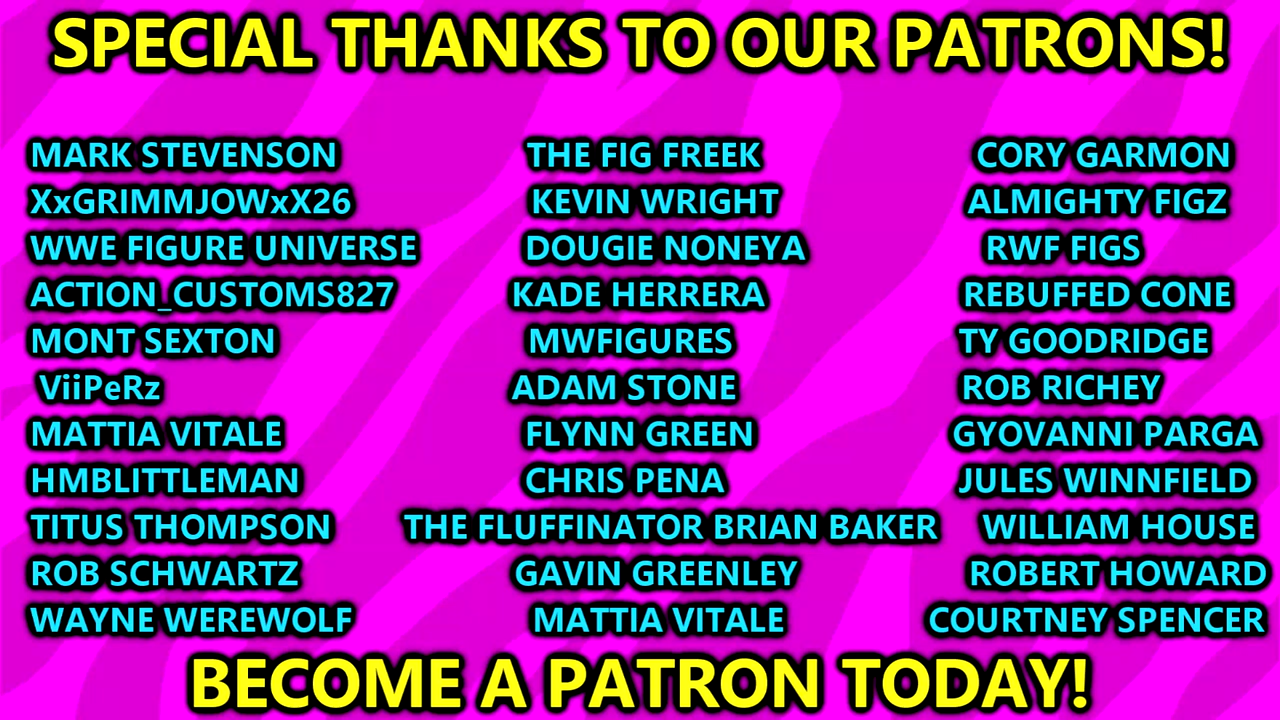 SPECIAL THANKS TO OUR PATRONS!
MARK STEVENSON THE FIG FREEK CORY GARMON
XxGRIMMJOWxX26 KEVIN WRIGHT ALMIGHTY FIGZ
WWE FIGURE UNIVERSE DOUGIE NONEYA RWF FIGS
ACTION_CUSTOMS827 KADE HERRERA REBUFFED CONE
MONT SEXTON MWFIGURES TY GOODRIDGE
ViiPeRz ADAM STONE ROB RICHEY
MATTIA VITALE FLYNN GREEN GYOVANNI PARGA
HMBLITTLEMAN CHRIS PENA JULES WINNFIELD
TITUS THOMPSON THE FLUFFINATOR BRIAN BAKER WILLIAM HOUSE
ROB SCHWARTZ GAVIN GREENLEY ROBERT HOWARD
WAYNE WEREWOLF MATTIA VITALE COURTNEY SPENCER
BECOME A PATRON TODAY!